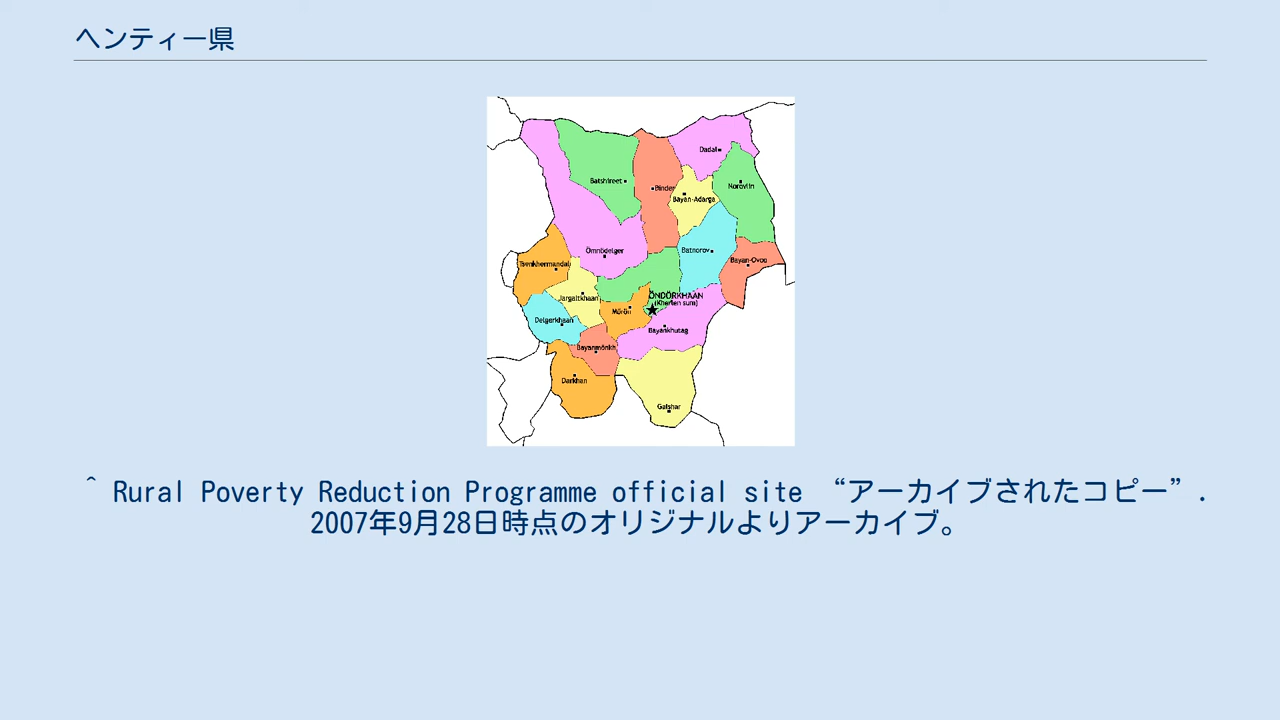 ヘンティー県
Dadal
Batshireet
Binder
Norovlin
Bayan-Adarga
Ömnödelger
Batnorov
Bayan-Ovoo
Tsenkhermandal
Jargaltkhaan
ÖNDÖRKHAAN
(Kherlen sum)
Mörön
Delgerkhaan
Bayankhutag
Bayanmönkh
Darkhan
Galshar
^ Rural Poverty Reduction Programme official site “アーカイブされたコピー”.
2007年9月28日時点のオリジナルよりアーカイブ。